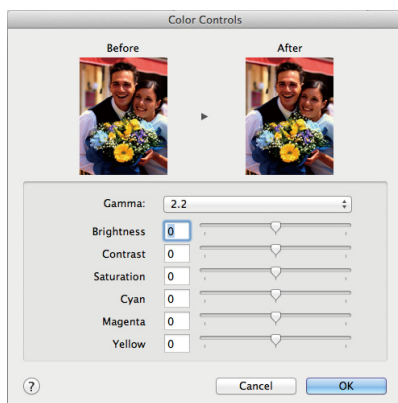 Color Controls
Before After
Gamma: 2.2
Brightness 0
Contrast 0
Saturation 0
Cyan 0
Magenta 0
Yellow 0
? Cancel OK